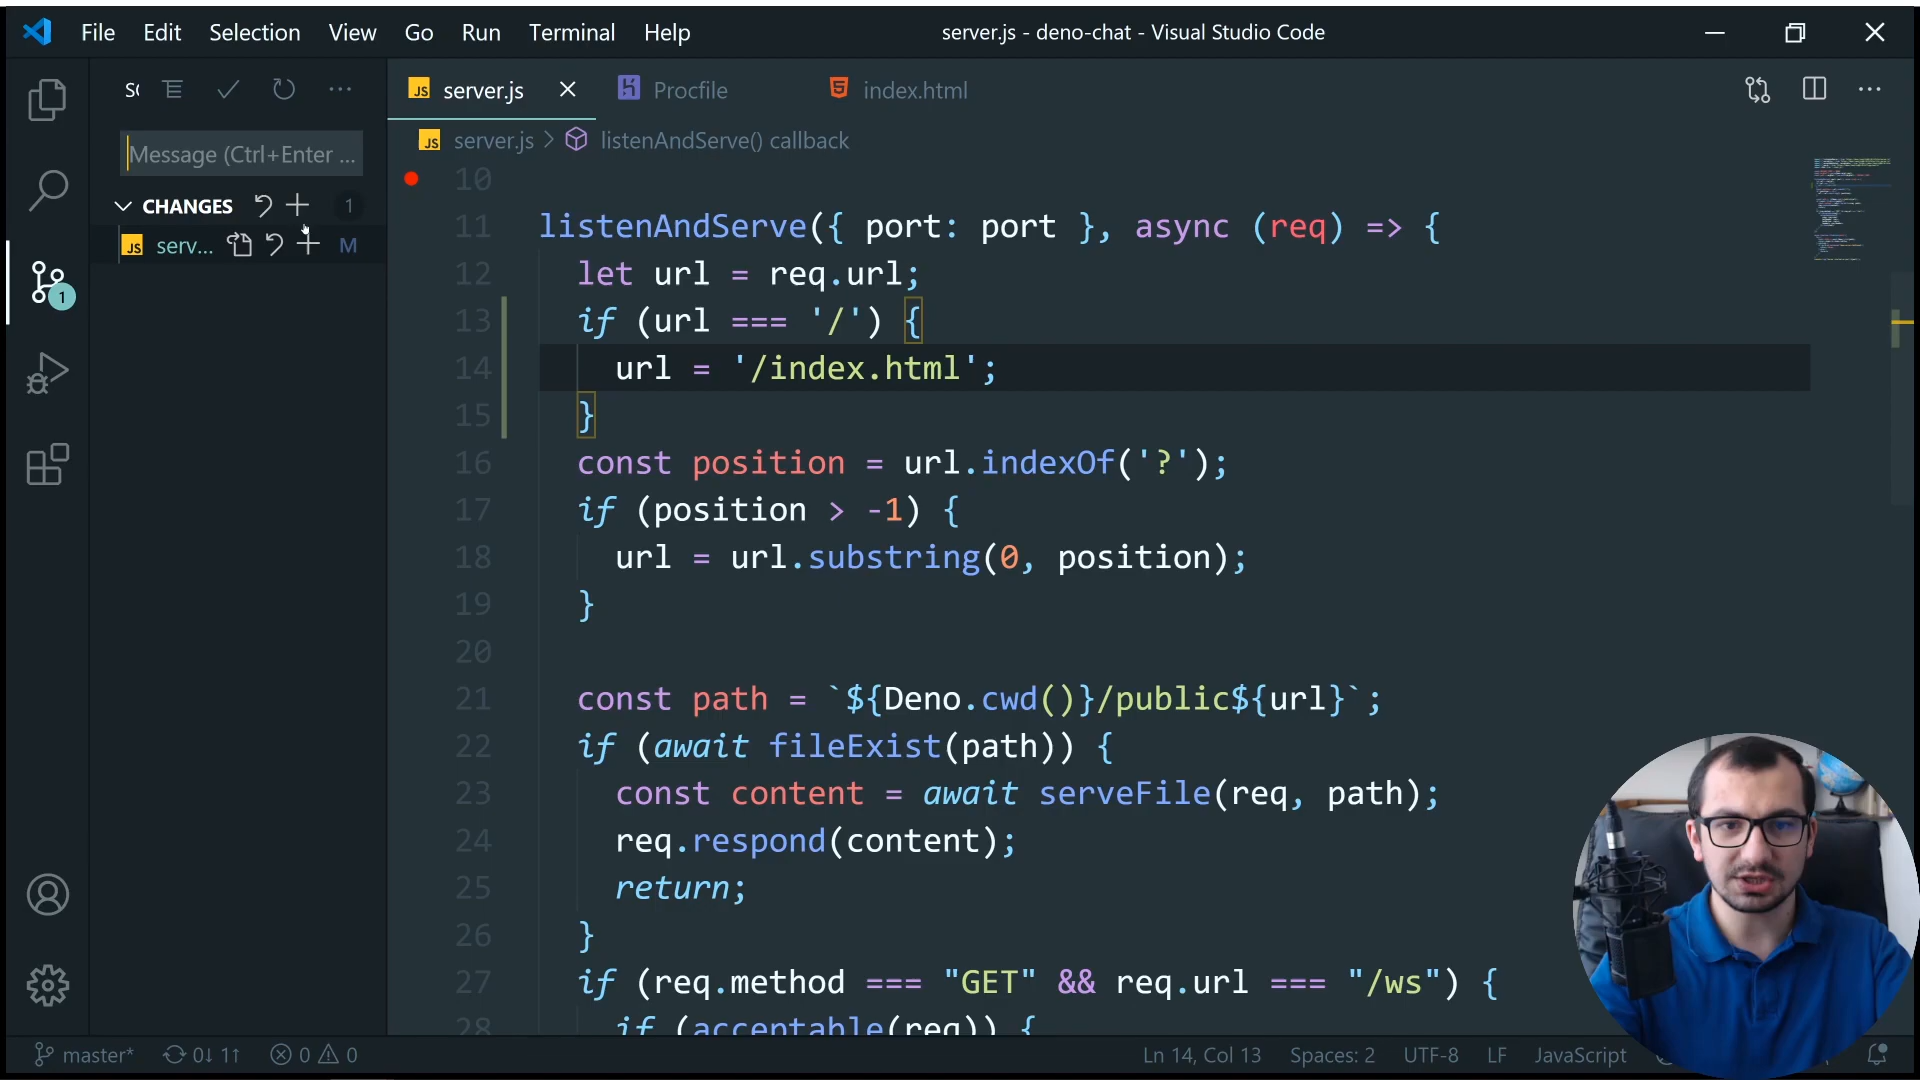 File Edit Selection View Go Run Terminal Help
server.js - deno-chat - Visual Studio Code
server.js
Procfile
index.html
Message (Ctrl+Enter ...
server.js > listenAndServe() callback
CHANGES 1
JS serv... M
1
10
11 listenAndServe({ port: port }, async (req) => {
12 let url = req.url;
13 if (url === '/') {
14 url = '/index.html';
15 }
16 const position = url.indexOf('?');
17 if (position > -1) {
18 url = url.substring(0, position);
19 }
20
21 const path = `${Deno.cwd()}/public${url}`;
22 if (await fileExist(path)) {
23 const content = await serveFile(req, path);
24 req.respond(content);
25 return;
26 }
27 if (req.method === "GET" && req.url === "/ws") {
28 if (acceptable(req)) {
master* 0↓ 1↑ 0 0
Ln 14, Col 13 Spaces: 2 UTF-8 LF JavaScript